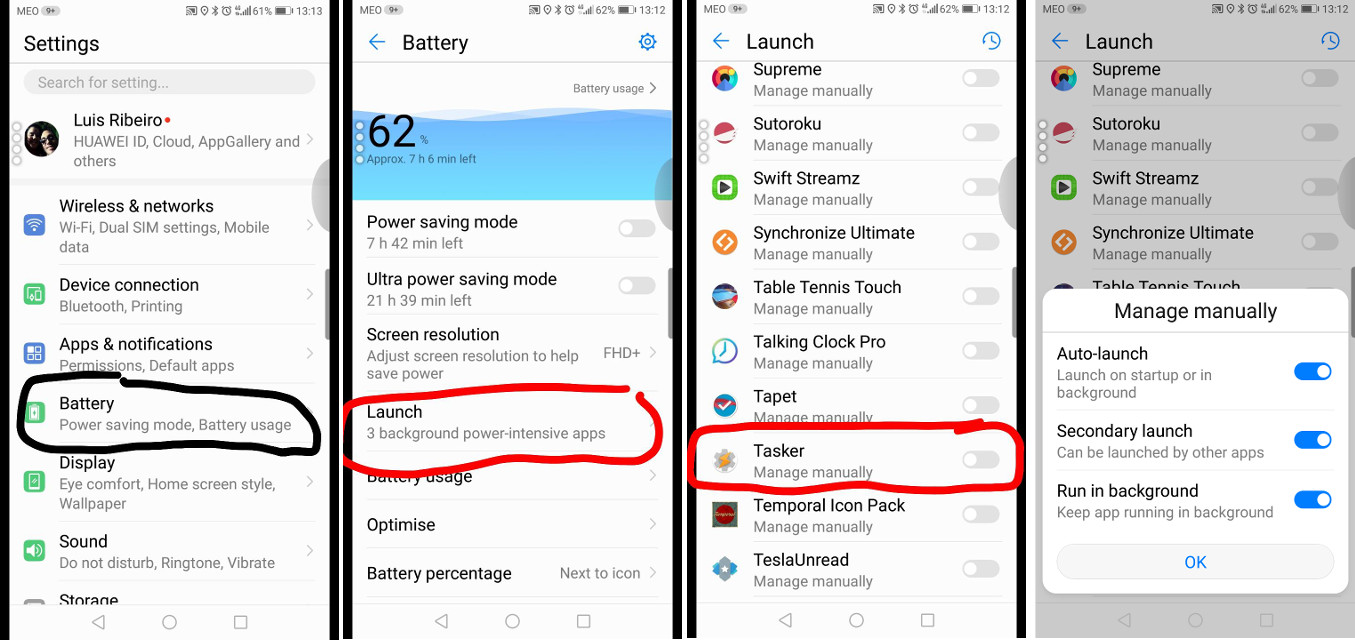 MEO 9+ 61% 13:13
Settings
Search for setting...
Luis Ribeiro
HUAWEI ID, Cloud, AppGallery and
others
Wireless & networks
Wi-Fi, Dual SIM settings, Mobile
data
Device connection
Bluetooth, Printing
Apps & notifications
Permissions, Default apps
Battery
Power saving mode, Battery usage
Display
Eye comfort, Home screen style,
Wallpaper
Sound
Do not disturb, Ringtone, Vibrate
Storage
MEO 9+ 62% 13:12
Battery
Battery usage
62 %
Approx. 7 h 6 min left
Power saving mode
7 h 42 min left
Ultra power saving mode
21 h 39 min left
Screen resolution
Adjust screen resolution to help
save power
FHD+
Launch
3 background power-intensive apps
Battery usage
Optimise
Battery percentage Next to icon
MEO 9+ 62% 13:12
Launch
Supreme
Manage manually
Sutoroku
Manage manually
Swift Streamz
Manage manually
Synchronize Ultimate
Manage manually
Table Tennis Touch
Manage manually
Talking Clock Pro
Manage manually
Tapet
Manage manually
Tasker
Manage manually
Temporal Icon Pack
Manage manually
TeslaUnread
Manage manually
MEO 9+ 62% 13:12
Launch
Supreme
Manage manually
Sutoroku
Manage manually
Swift Streamz
Manage manually
Synchronize Ultimate
Manage manually
Table Tennis Touch
Manage manually
Auto-launch
Launch on startup or in
background
Secondary launch
Can be launched by other apps
Run in background
Keep app running in background
OK